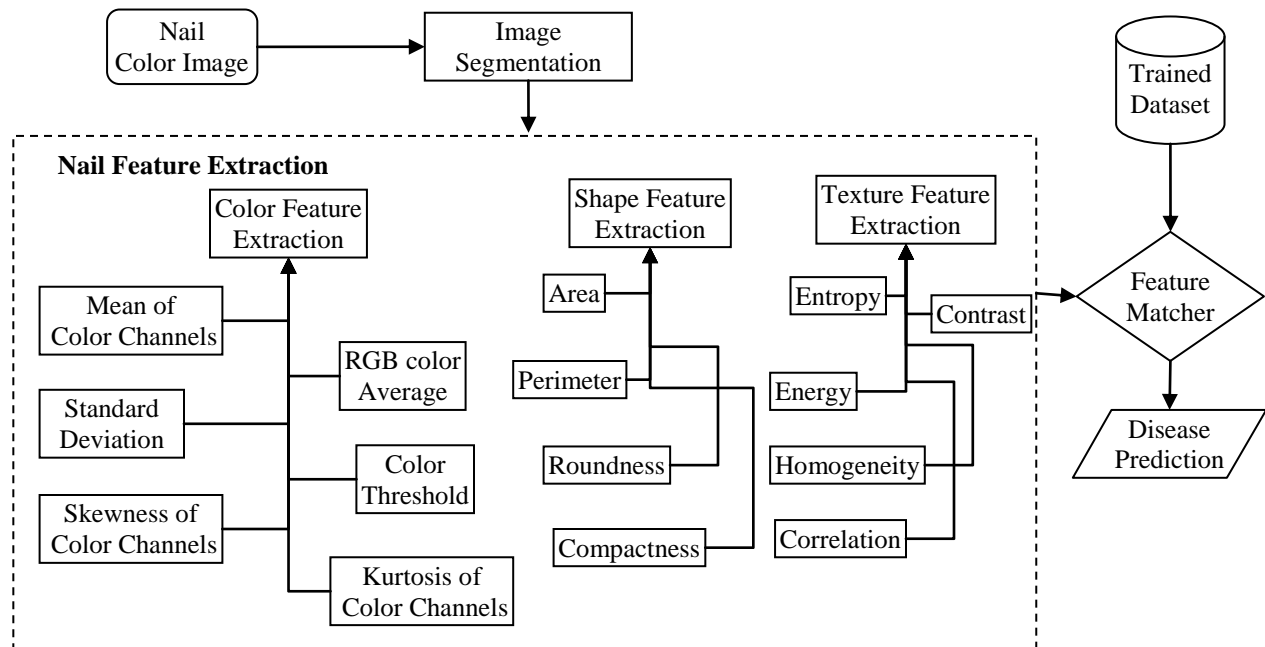 Nail
Color Image
Image
Segmentation
Trained
Dataset
Nail Feature Extraction
Color Feature
Extraction
Mean of
Color Channels
RGB color
Average
Standard
Deviation
Color
Threshold
Skewness of
Color Channels
Kurtosis of
Color Channels
Shape Feature
Extraction
Area
Perimeter
Roundness
Compactness
Texture Feature
Extraction
Entropy
Contrast
Energy
Homogeneity
Correlation
Feature
Matcher
Disease
Prediction